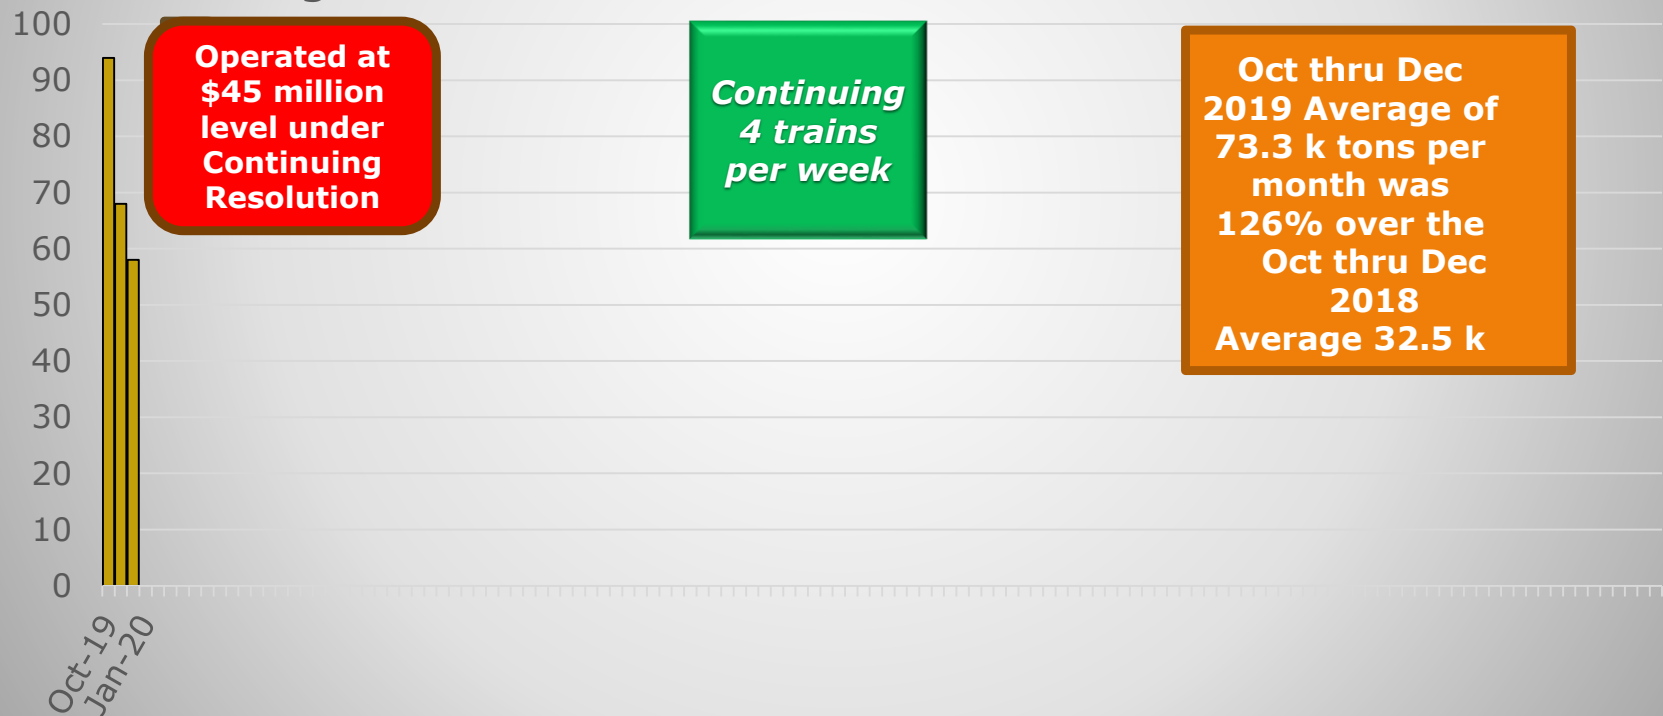 100
90
80
70
60
50
40
30
20
10
0
Oct-19
Jan-20
Operated at
$45 million
level under
Continuing
Resolution
Continuing
4 trains
per week
Oct thru Dec
2019 Average of
73.3 k tons per
month was
126% over the
Oct thru Dec
2018
Average 32.5 k